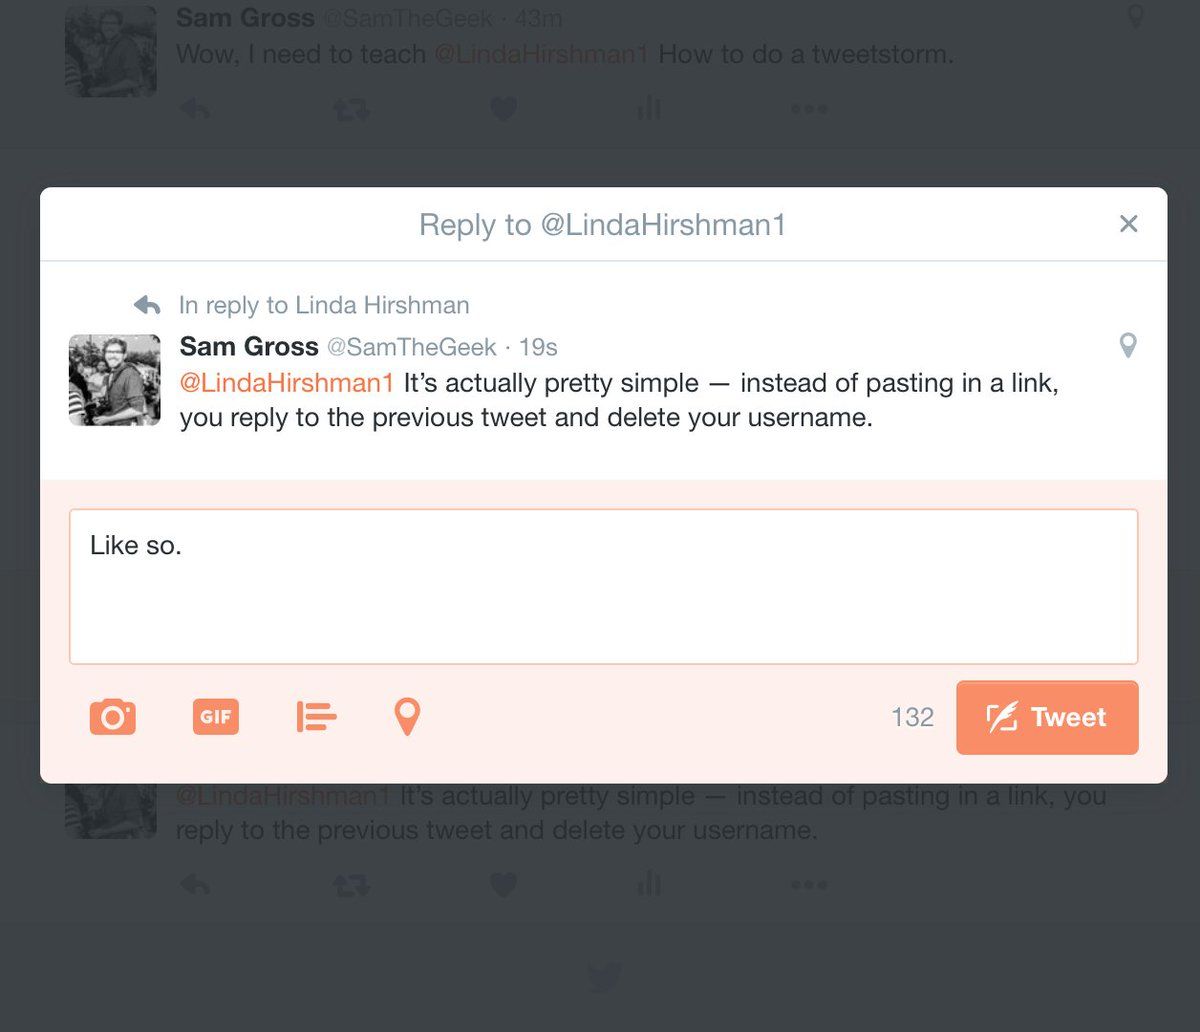 Sam Gross @SamTheGeek · 43m
Wow, I need to teach @LindaHirshman1 How to do a tweetstorm.
Reply to @LindaHirshman1
In reply to Linda Hirshman
Sam Gross @SamTheGeek · 19s
@LindaHirshman1 It’s actually pretty simple — instead of pasting in a link,
you reply to the previous tweet and delete your username.
Like so.
GIF
132 Tweet
@LindaHirshman1 It’s actually pretty simple — instead of pasting in a link, you
reply to the previous tweet and delete your username.